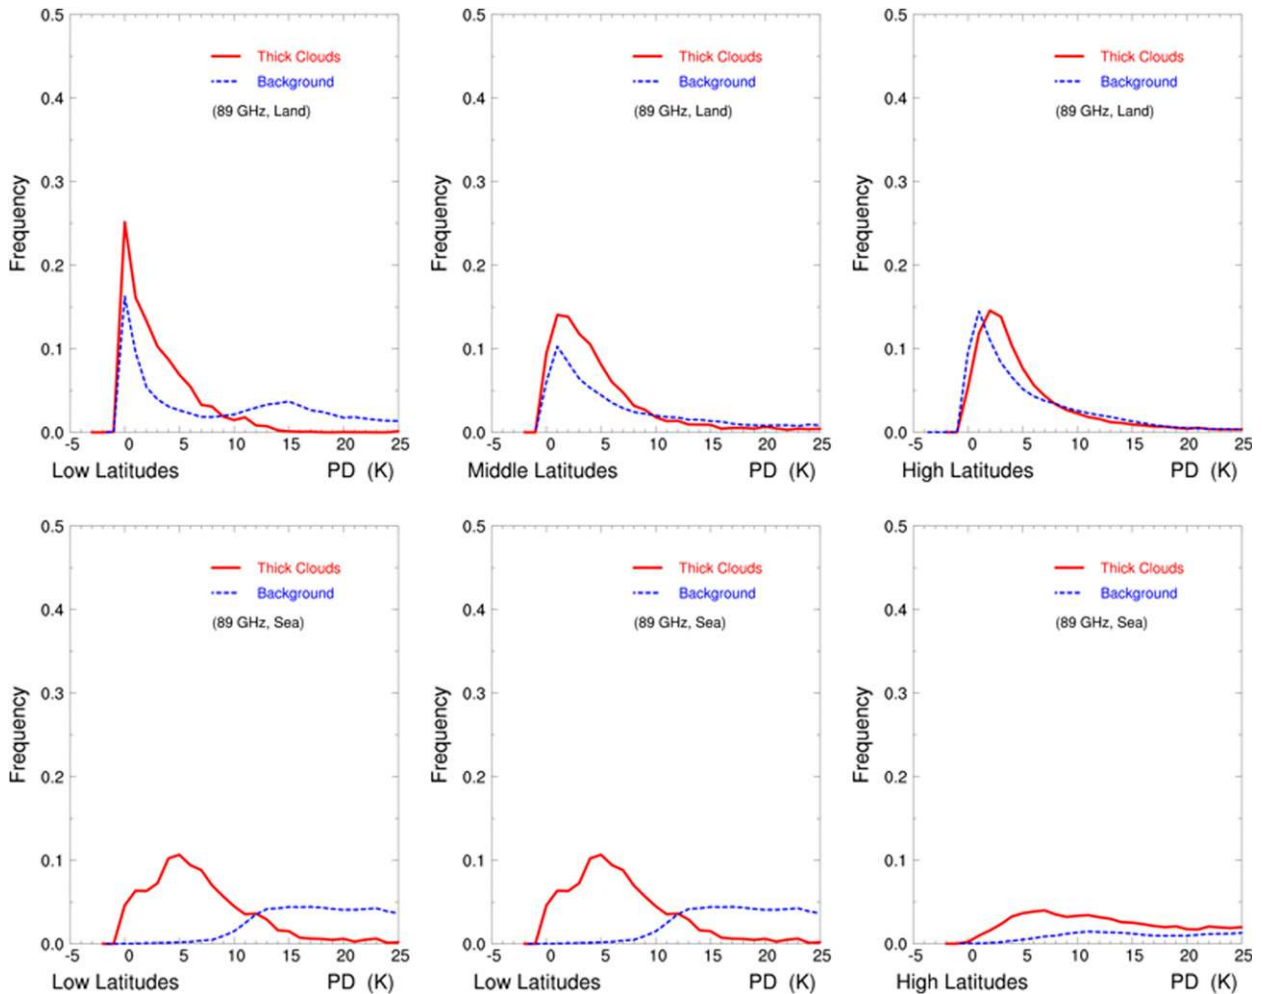 0.5
Thick Clouds
Background
(89 GHz, Land)
0.4
0.3
0.2
0.1
0.0
Frequency
-5 0 5 10 15 20 25
Low Latitudes PD (K)
0.5
Thick Clouds
Background
(89 GHz, Land)
0.4
0.3
0.2
0.1
0.0
Frequency
-5 0 5 10 15 20 25
Middle Latitudes PD (K)
0.5
Thick Clouds
Background
(89 GHz, Land)
0.4
0.3
0.2
0.1
0.0
Frequency
-5 0 5 10 15 20 25
High Latitudes PD (K)
0.5
Thick Clouds
Background
(89 GHz, Sea)
0.4
0.3
0.2
0.1
0.0
Frequency
-5 0 5 10 15 20 25
Low Latitudes PD (K)
0.5
Thick Clouds
Background
(89 GHz, Sea)
0.4
0.3
0.2
0.1
0.0
Frequency
-5 0 5 10 15 20 25
Low Latitudes PD (K)
0.5
Thick Clouds
Background
(89 GHz, Sea)
0.4
0.3
0.2
0.1
0.0
Frequency
-5 0 5 10 15 20 25
High Latitudes PD (K)